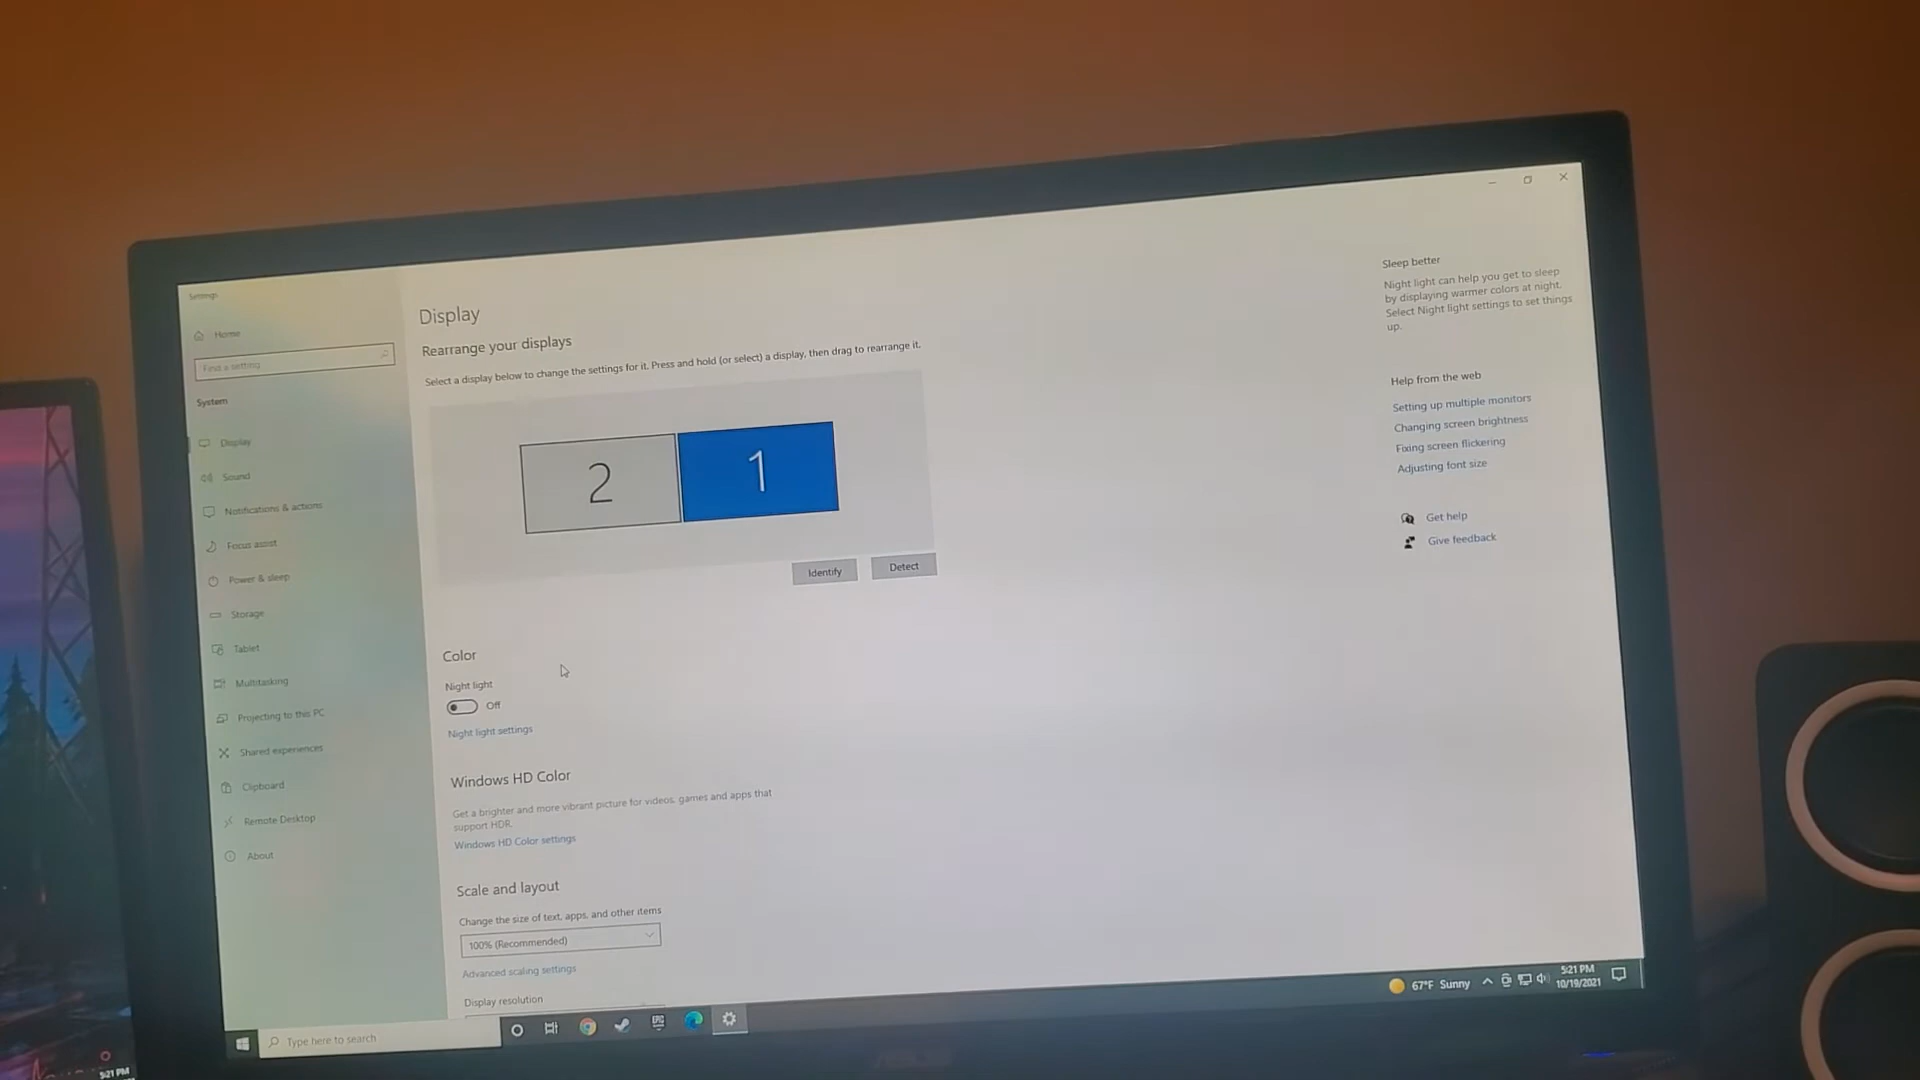 Settings
Home
Find a setting
System
Display
Sound
Notifications & actions
Focus assist
Power & sleep
Storage
Tablet
Multitasking
Projecting to this PC
Shared experiences
Clipboard
Remote Desktop
About
Display
Rearrange your displays
Select a display below to change the settings for it. Press and hold (or select) a display, then drag to rearrange it.
2
1
Identify
Detect
Color
Night light
Off
Night light settings
Windows HD Color
Get a brighter and more vibrant picture for videos, games and apps that
support HDR.
Windows HD Color settings
Scale and layout
Change the size of text, apps, and other items
100% (Recommended)
Advanced scaling settings
Display resolution
Sleep better
Night light can help you get to sleep
by displaying warmer colors at night.
Select Night light settings to set things
up.
Help from the web
Setting up multiple monitors
Changing screen brightness
Fixing screen flickering
Adjusting font size
Get help
Give feedback
Type here to search
EPIC
67°F Sunny
5:21 PM
10/19/2021
5:21 PM